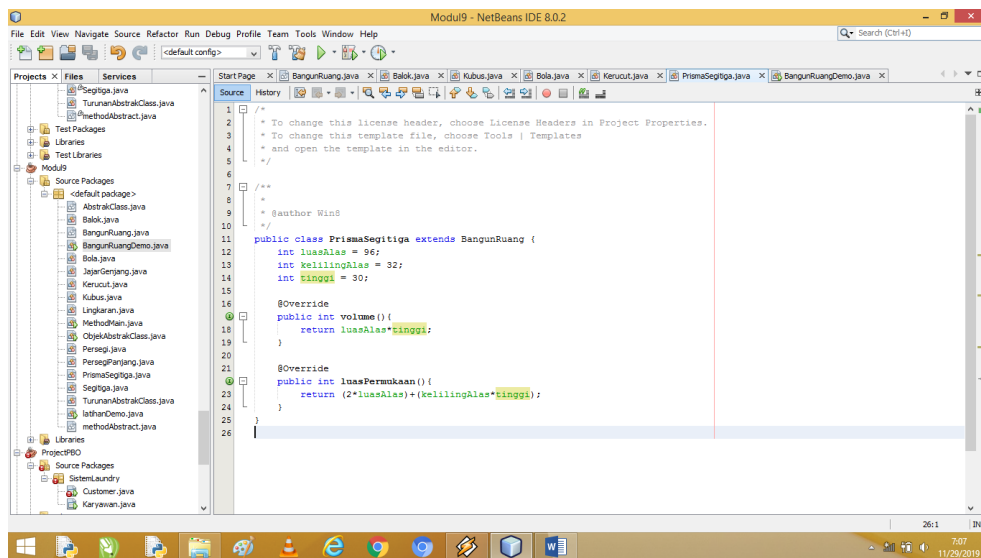 Modul9 - NetBeans IDE 8.0.2
File Edit View Navigate Source Refactor Run Debug Profile Team Tools Window Help
Search (Ctrl+I)
<default config>
Projects Files Services
Start Page BangunRuang.java Balok.java Kubus.java Bola.java Kerucut.java PrismaSegitiga.java BangunRuangDemo.java
Source History
Segitiga.java
TurunanAbstrakClass.java
methodAbstract.java
Test Packages
Libraries
Test Libraries
Modul9
Source Packages
<default package>
AbstrakClass.java
Balok.java
BangunRuang.java
BangunRuangDemo.java
Bola.java
JajarGenjang.java
Kerucut.java
Kubus.java
Lingkaran.java
MethodMain.java
ObjekAbstrakClass.java
Persegi.java
PersegiPanjang.java
PrismaSegitiga.java
Segitiga.java
TurunanAbstrakClass.java
latihanDemo.java
methodAbstract.java
Libraries
ProjectPBO
Source Packages
SistemLaundry
Customer.java
Karyawan.java
1 /*
2 * To change this license header, choose License Headers in Project Properties.
3 * To change this template file, choose Tools | Templates
4 * and open the template in the editor.
5 */
6
7 /**
8 *
9 * @author Win8
10 */
11 public class PrismaSegitiga extends BangunRuang {
12 int luasAlas = 96;
13 int kelilingAlas = 32;
14 int tinggi = 30;
15
16 @Override
public int volume(){
18 return luasAlas*tinggi;
19 }
20
21 @Override
public int luasPermukaan(){
23 return (2*luasAlas)+(kelilingAlas*tinggi);
24 }
25 }
26
26:1 IN
7:07
11/29/2019